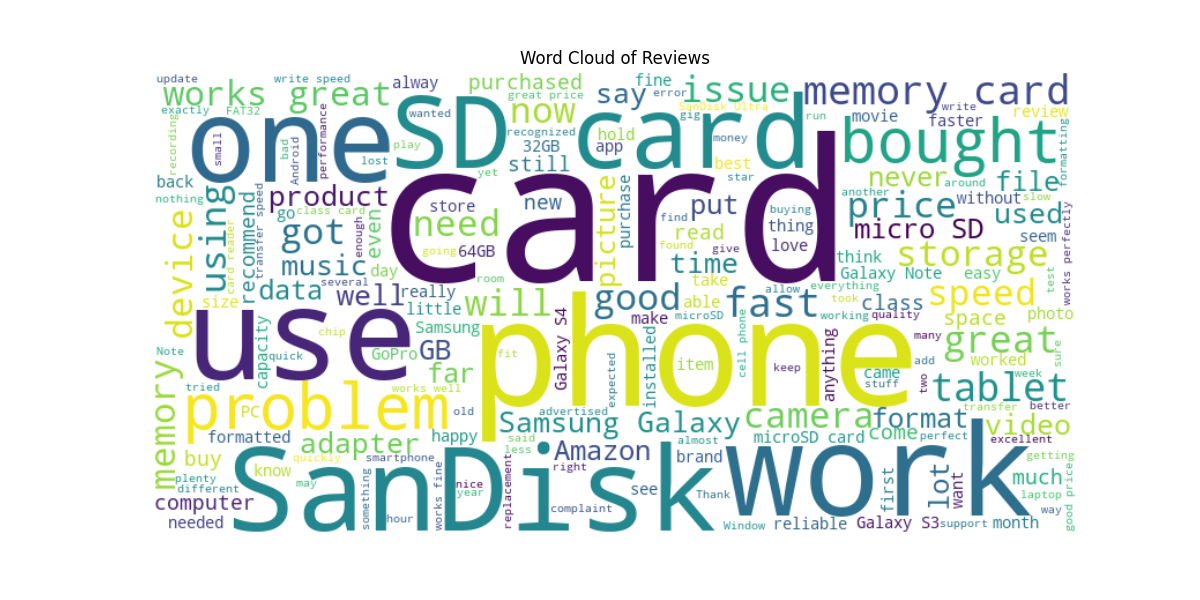 Word Cloud of Reviews
update
write speed
alway
purchased
fine
error
issue
memory card
works great
great price
say
SanDisk Ultra
write
review
exactly
FAT32
wanted
now
gig
run
movie
faster
one
SD card
bought
recording
small
bad
Android
performance
play
recognized
hold
app
money
formatting
lost
32GB
still
best
yet
star
never
file
back
nothing
product
store
new
purchase
put
buying
another
around
without
slow
card
using
recommend
transfer speed
go
class card
even
need
picture
read
find
thing
love
price
used
micro SD
seem
works perfectly
got
enough
going
64GB
found
give
time
think
storage
device
card reader
music
day
room
take
Galaxy Note
easy
test
size
data
several
well
really
will
good
able
fast
allow
everything
took
class
speed
little
make
microSD
working
quality
space
photo
use
phone
capacity
chip
Samsung
Galaxy S4
installed
cell phone
anything
many
great
Note
quick
GoPro
GB
fit
item
keep
came
add
worked
sure
memory
tried
far
expected
stuff
two
tablet
week
works well
problem
PC
old
advertised
camera
format
transfer
better
Samsung Galaxy
video
formatted
adapter
happy
said
less
almost
microSD card
come
perfect
excellent
buy
quickly
smartphone
Amazon
brand
getting
know
right
plenty
different
may
nice
year
see
Thank
first
lot
want
much
laptop
good price
computer
something
hour
works fine
replacement
complaint
SanDisk
work
needed
Window
reliable
Galaxy S3
support
month
way